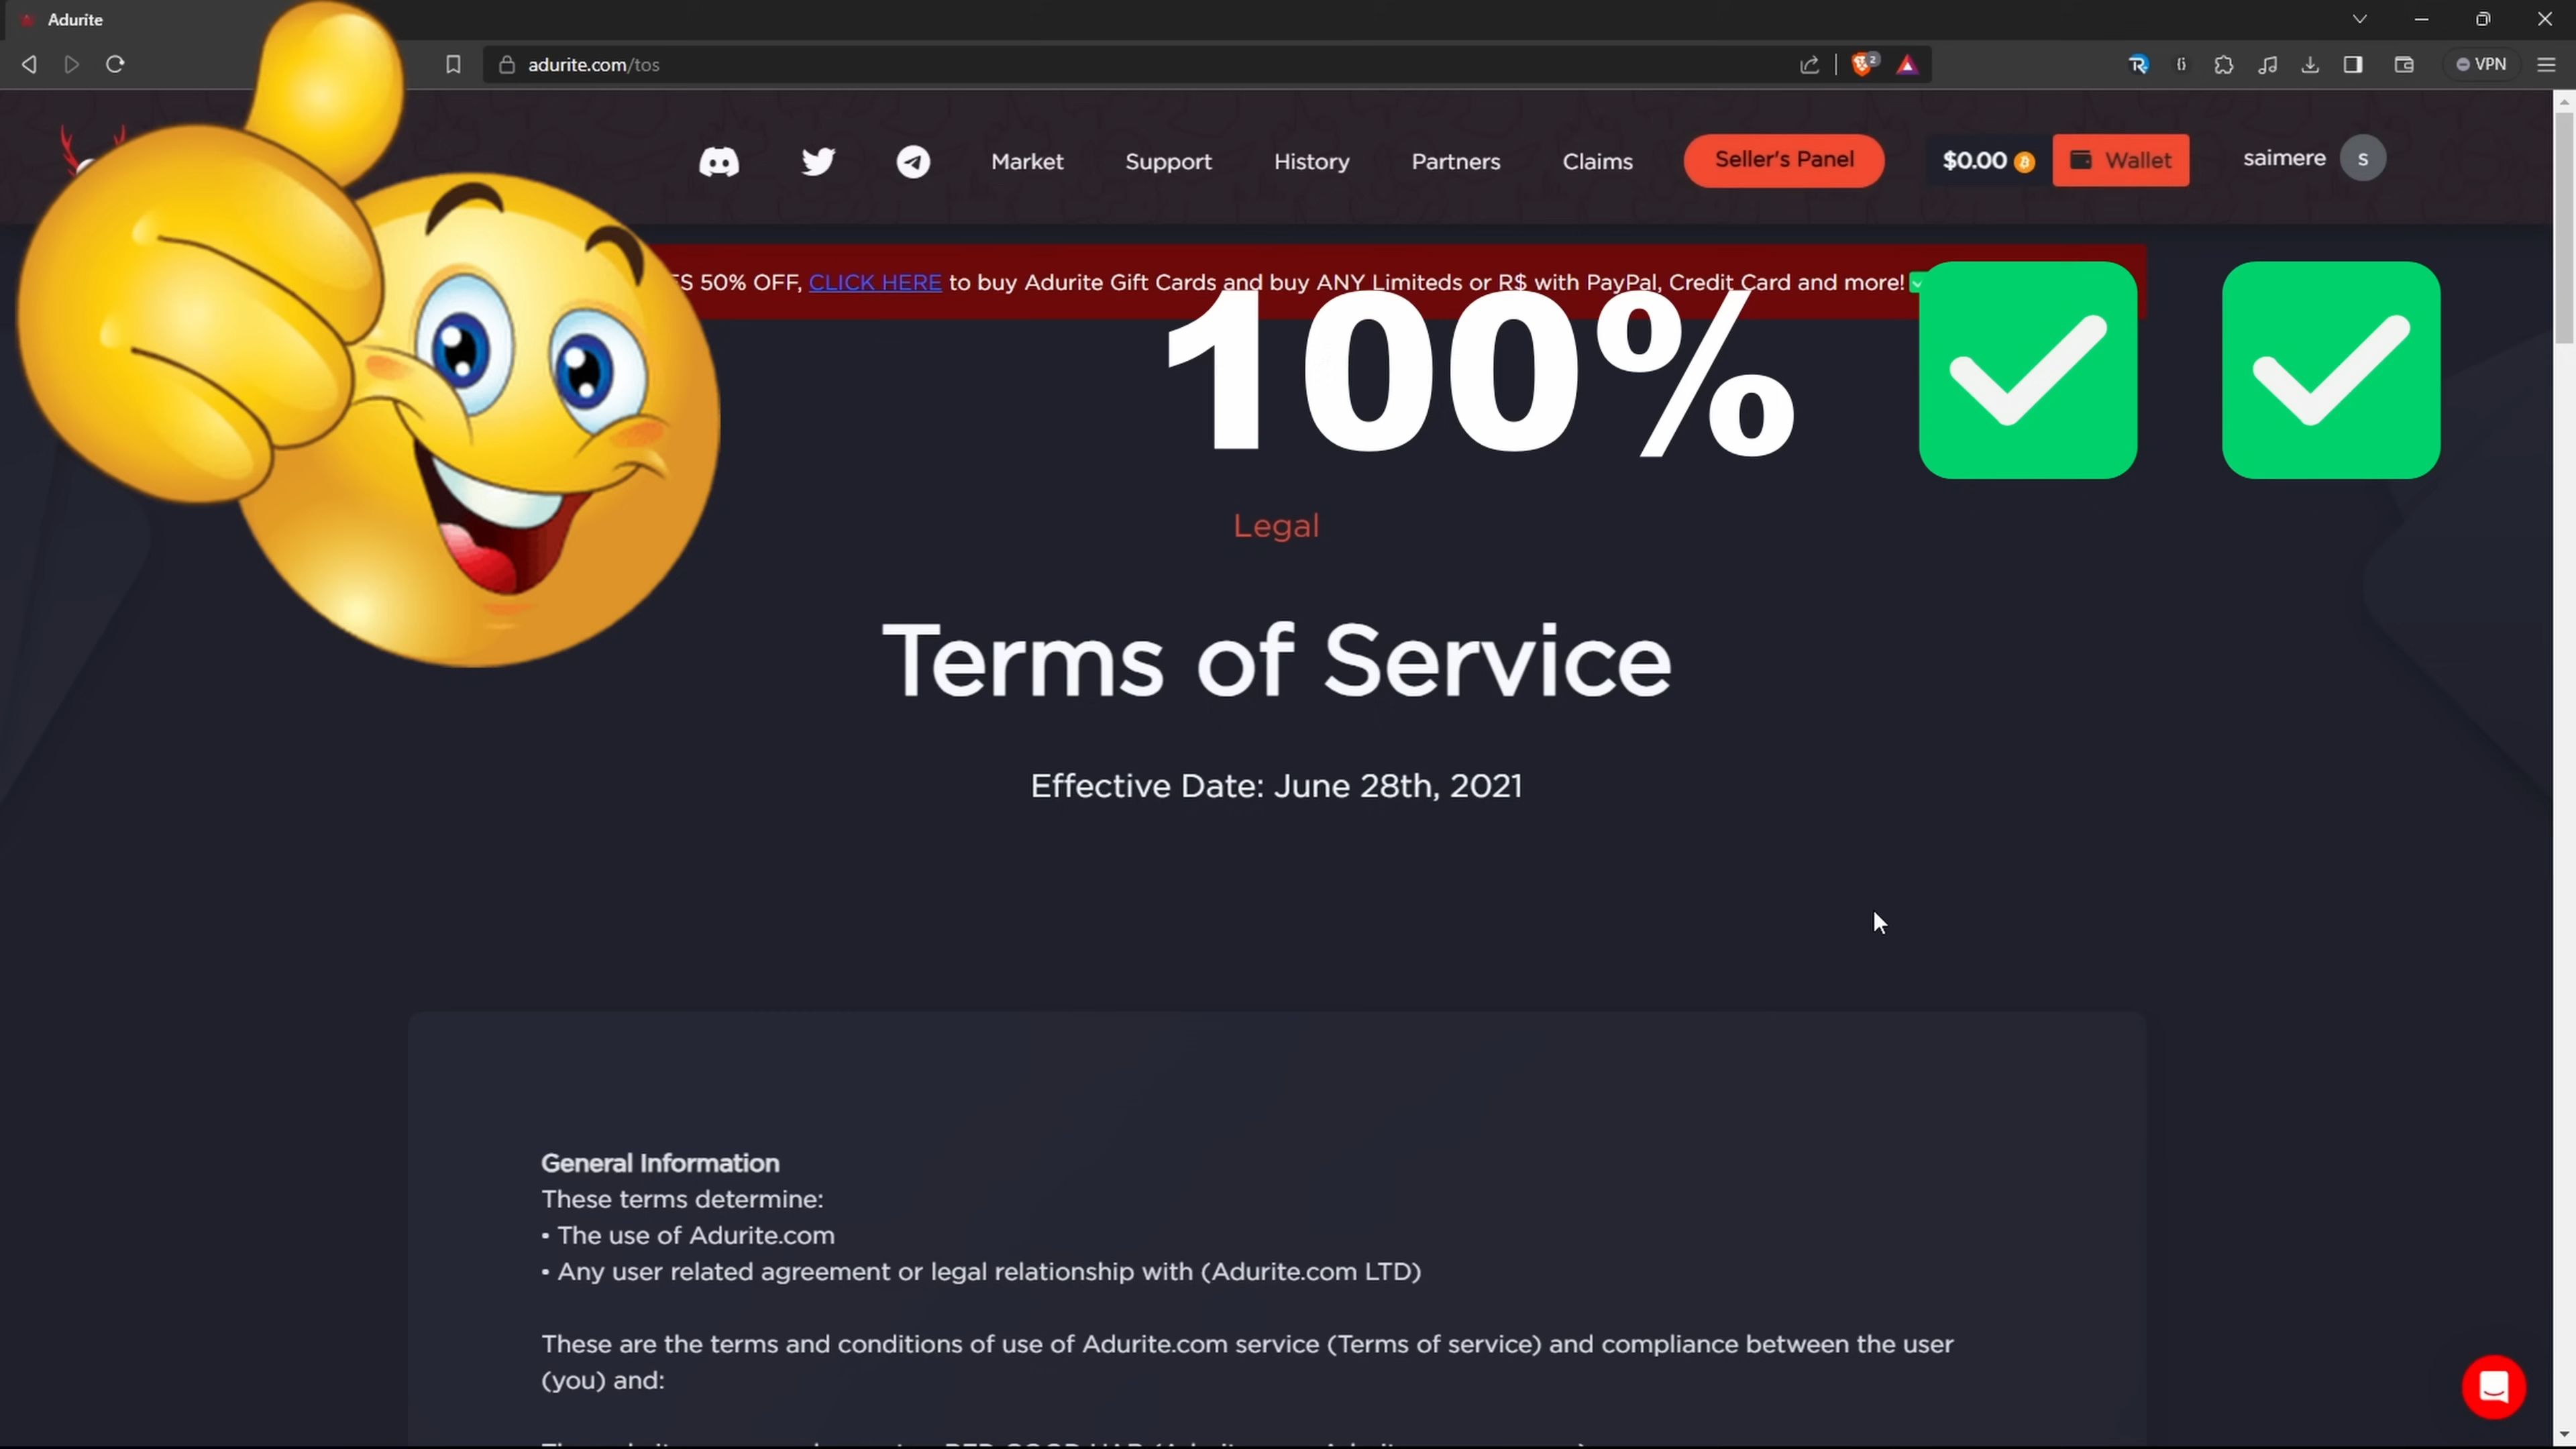 Adurite
adurite.com/tos
2
VPN
Market
Support
History
Partners
Claims
Seller's Panel
$0.00
Wallet
saimere
S
50% OFF, CLICK HERE to buy Adurite Gift Cards and buy ANY Limiteds or R$ with PayPal, Credit Card and more!
100%
Legal
Terms of Service
Effective Date: June 28th, 2021
General Information
These terms determine:
• The use of Adurite.com
• Any user related agreement or legal relationship with (Adurite.com LTD)
These are the terms and conditions of use of Adurite.com service (Terms of service) and compliance between the user
(you) and: